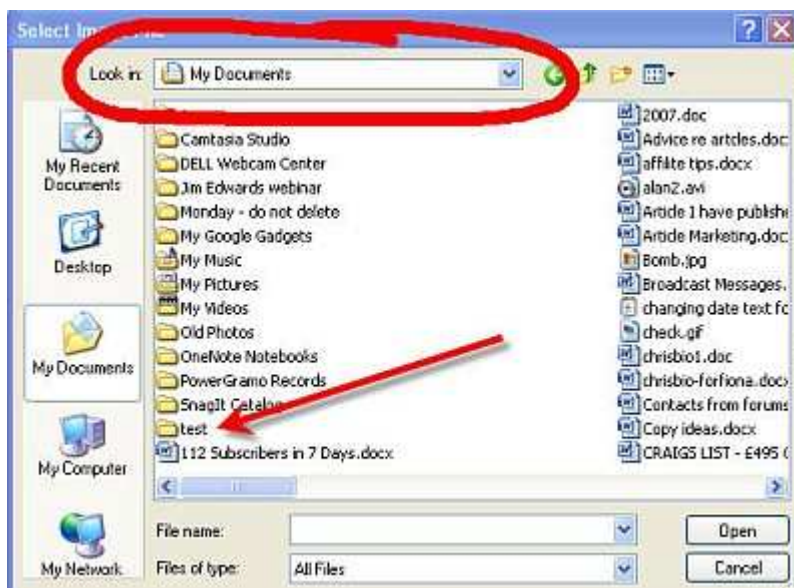 Select Im
Look in: My Documents
My Recent
Documents
Desktop
My Documents
My Computer
My Network
Camtasia Studio
DELL Webcam Center
Jim Edwards webinar
Monday - do not delete
My Google Gadgets
My Music
My Pictures
My Videos
Old Photos
OneNote Notebooks
PowerGramo Records
SnagIt Catalog
test
112 Subscribers in 7 Days.docx
2007.doc
Advice re artcles.doc
affilite tips.docx
alan2.avi
Article I have publishe
Article Marketing.doc
Bomb.jpg
Broadcast Messages.
changing date text fo
check.gif
chrisbio1.doc
chrisbio-forfiona.doc
Contacts from forums
Copy ideas.docx
CRAIGS LIST - £495
File name:
Open
Files of type: All Files
Cancel